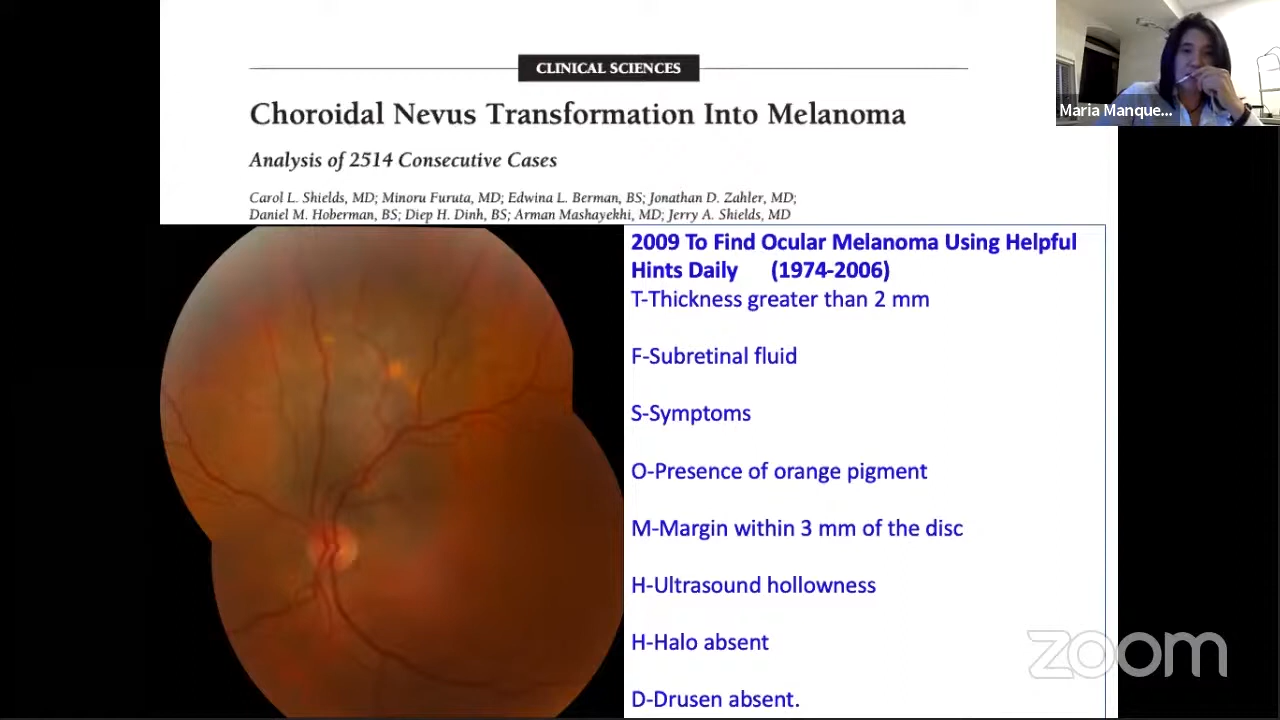 CLINICAL SCIENCES
Choroidal Nevus Transformation Into Melanoma
Analysis of 2514 Consecutive Cases
Carol L. Shields, MD; Minoru Furuta, MD; Edwina L. Berman, BS; Jonathan D. Zahler, MD;
Daniel M. Hoberman, BS; Diep H. Dinh, BS; Arman Mashayekhi, MD; Jerry A. Shields, MD
Maria Manque...
2009 To Find Ocular Melanoma Using Helpful
Hints Daily (1974-2006)
T-Thickness greater than 2 mm
F-Subretinal fluid
S-Symptoms
O-Presence of orange pigment
M-Margin within 3 mm of the disc
H-Ultrasound hollowness
H-Halo absent
D-Drusen absent.
zoom